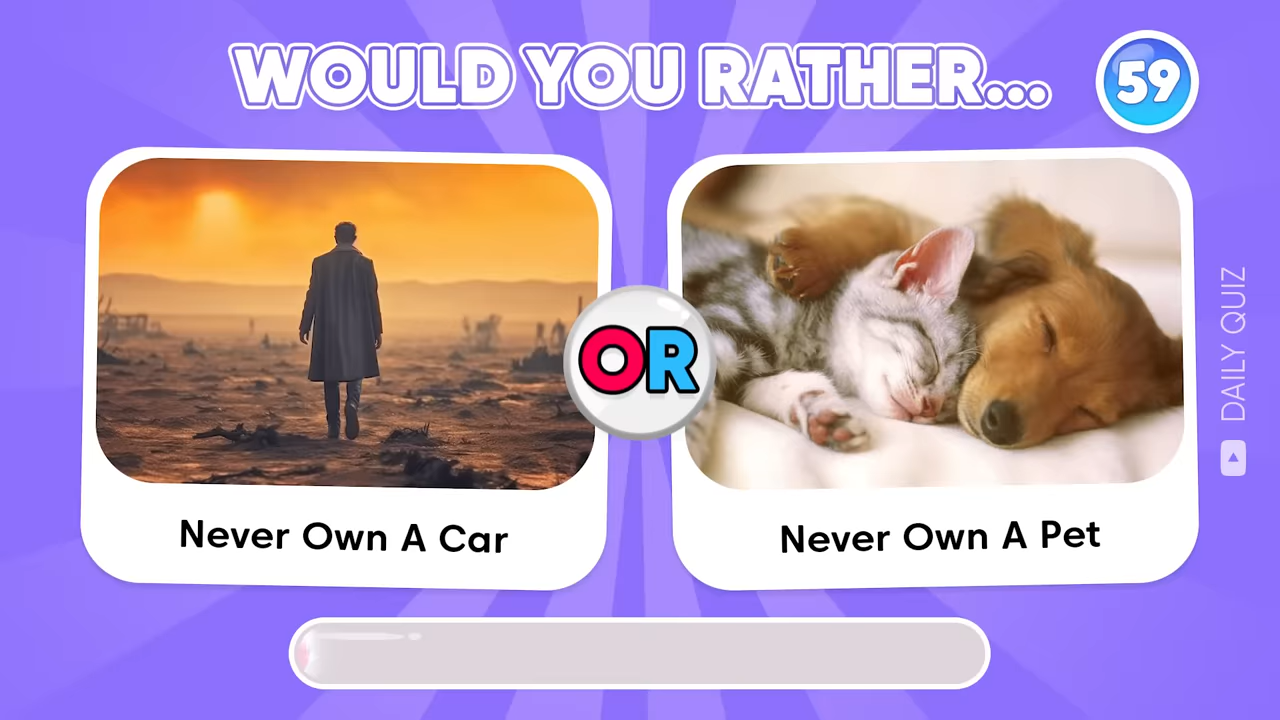 WOULD YOU RATHER...
59
OR
Never Own A Car
Never Own A Pet
DAILY QUIZ